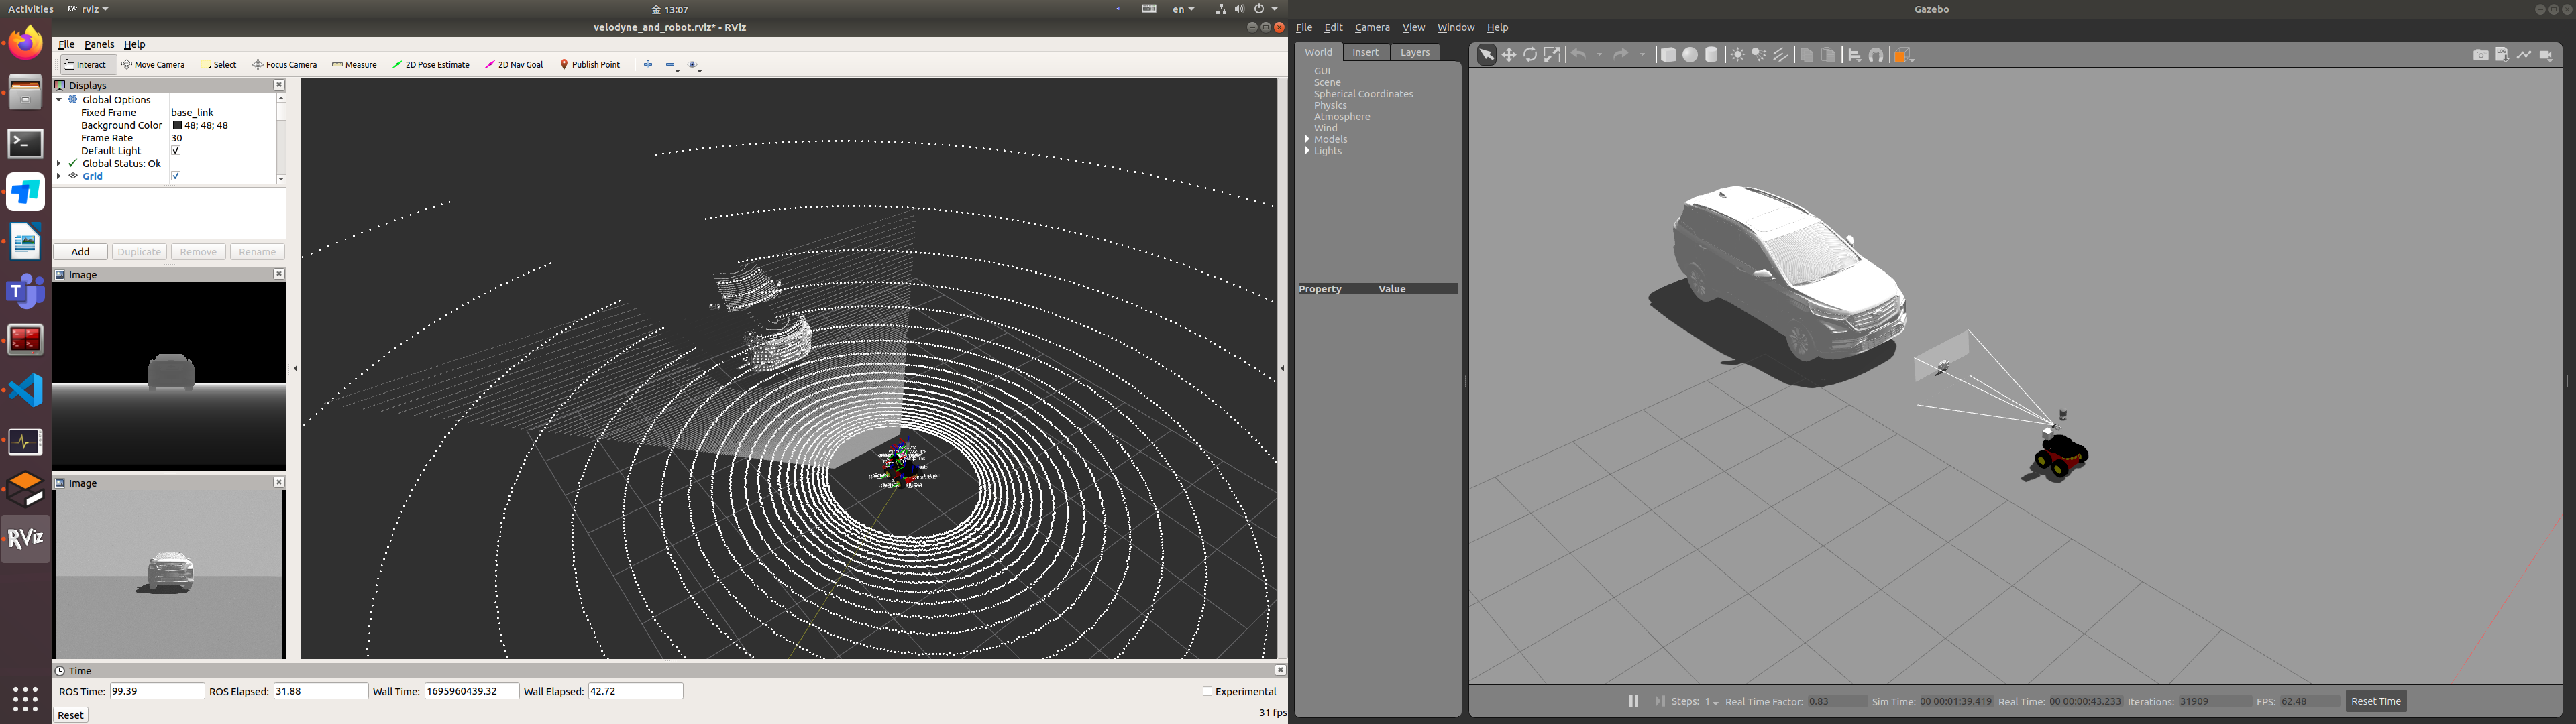 Activities rviz 金 13:07 en
velodyne_and_robot.rviz* - RViz
File Panels Help
Interact Move Camera Select Focus Camera Measure 2D Pose Estimate 2D Nav Goal Publish Point
Displays
Global Options
Fixed Frame base_link
Background Color 48; 48; 48
Frame Rate 30
Default Light
Global Status: Ok
Grid
Add Duplicate Remove Rename
Image
Image
RViz
Time
ROS Time: 99.39 ROS Elapsed: 31.88 Wall Time: 1695960439.32 Wall Elapsed: 42.72 Experimental
Reset 31 fps
Gazebo
File Edit Camera View Window Help
World Insert Layers
GUI
Scene
Spherical Coordinates
Physics
Atmosphere
Wind
Models
Lights
Property Value
Steps: 1 Real Time Factor: 0.83 Sim Time: 00 00:01:39.419 Real Time: 00 00:00:43.233 Iterations: 31909 FPS: 62.48 Reset Time